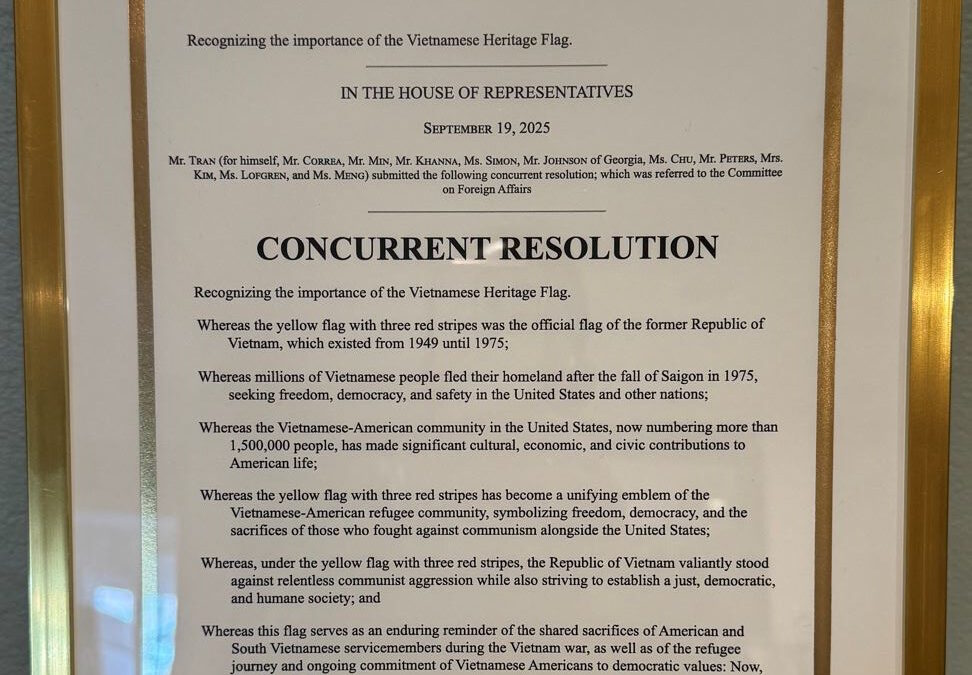 Recognizing the importance of the Vietnamese Heritage Flag.
IN THE HOUSE OF REPRESENTATIVES
SEPTEMBER 19, 2025
Mr. TRAN (for himself, Mr. CORREA, Mr. MIN, Mr. KHANNA, Ms. SIMON, Mr. JOHNSON of Georgia, Ms. CHU, Mr. PETERS, Mrs.
KIM, Ms. LOFGREN, and Ms. MENG) submitted the following concurrent resolution; which was referred to the Committee
on Foreign Affairs
CONCURRENT RESOLUTION
Recognizing the importance of the Vietnamese Heritage Flag.
Whereas the yellow flag with three red stripes was the official flag of the former Republic of
Vietnam, which existed from 1949 until 1975;
Whereas millions of Vietnamese people fled their homeland after the fall of Saigon in 1975,
seeking freedom, democracy, and safety in the United States and other nations;
Whereas the Vietnamese-American community in the United States, now numbering more than
1,500,000 people, has made significant cultural, economic, and civic contributions to
American life;
Whereas the yellow flag with three red stripes has become a unifying emblem of the
Vietnamese-American refugee community, symbolizing freedom, democracy, and the
sacrifices of those who fought against communism alongside the United States;
Whereas, under the yellow flag with three red stripes, the Republic of Vietnam valiantly stood
against relentless communist aggression while also striving to establish a just, democratic,
and humane society; and
Whereas this flag serves as an enduring reminder of the shared sacrifices of American and
South Vietnamese servicemembers during the Vietnam war, as well as of the refugee
journey and ongoing commitment of Vietnamese Americans to democratic values: Now,